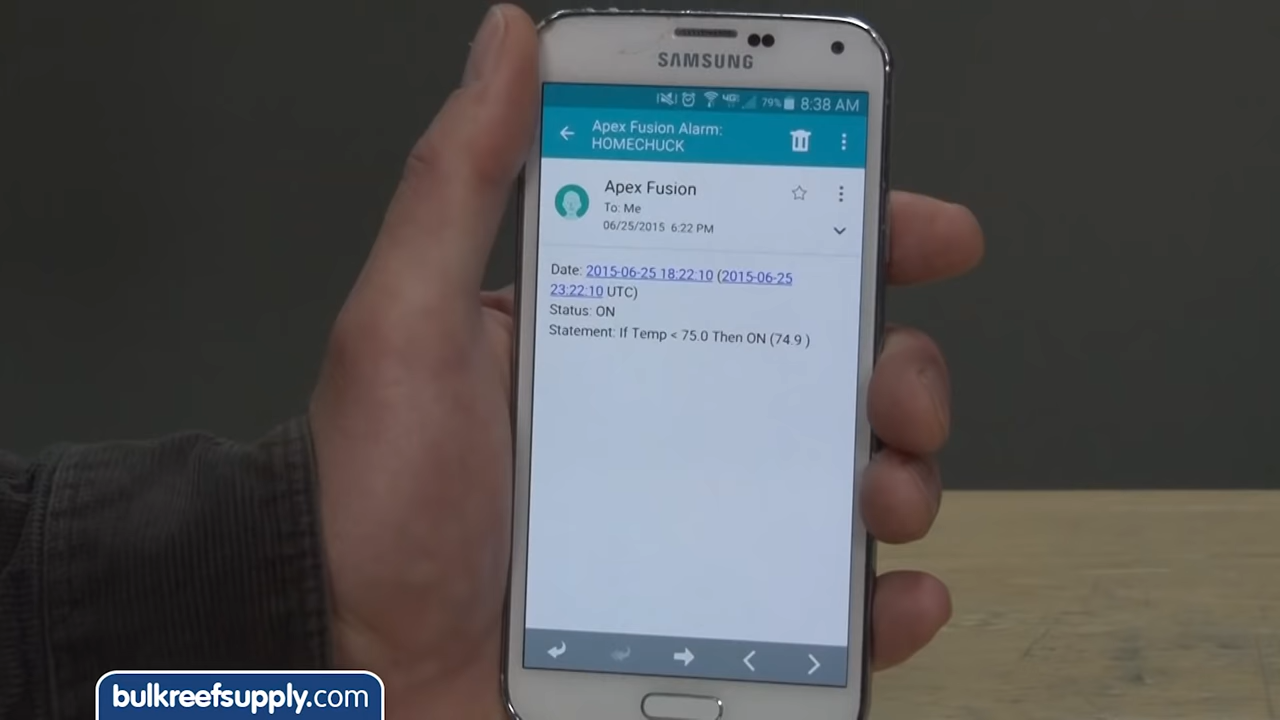 SAMSUNG
4G 79% 8:38 AM
Apex Fusion Alarm:
HOMECHUCK
Apex Fusion
To: Me
06/25/2015 6:22 PM
Date: 2015-06-25 18:22:10 (2015-06-25
23:22:10 UTC)
Status: ON
Statement: If Temp < 75.0 Then ON (74.9 )
bulkreefsupply.com